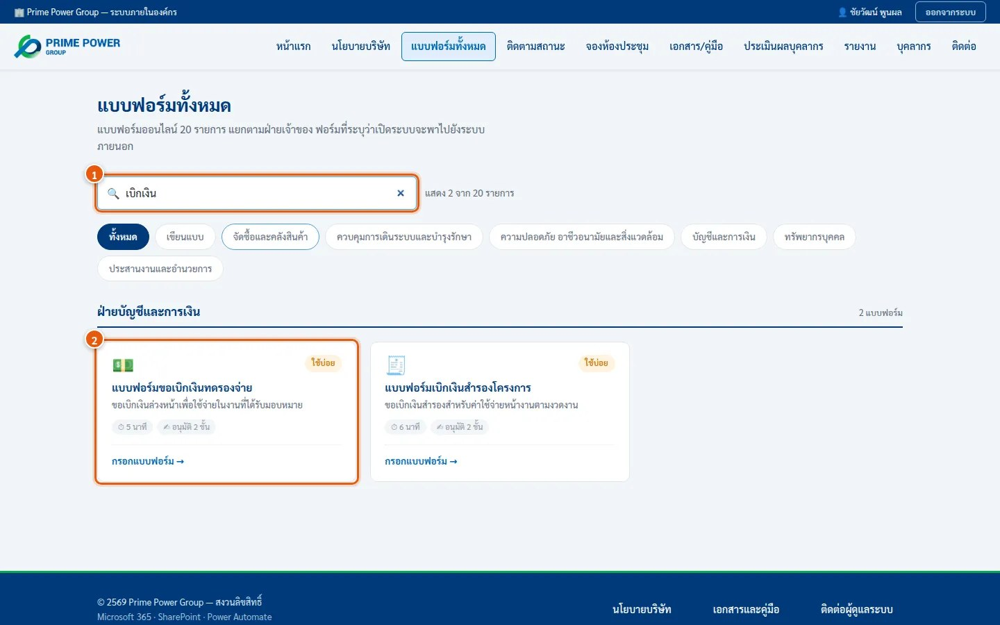 Prime Power Group — ระบบภายในองค์กร
ชัยวัฒน์ พูนผล
ออกจากระบบ
PRIME POWER
GROUP
หน้าแรก
นโยบายบริษัท
แบบฟอร์มทั้งหมด
ติดตามสถานะ
จองห้องประชุม
เอกสาร/คู่มือ
ประเมินผลบุคลากร
รายงาน
บุคลากร
ติดต่อ
แบบฟอร์มทั้งหมด
แบบฟอร์มออนไลน์ 20 รายการ แยกตามฝ่ายเจ้าของ ฟอร์มที่ระบุว่าเปิดระบบจะพาไปยังระบบ
ภายนอก
1
เบิกเงิน
×
แสดง 2 จาก 20 รายการ
ทั้งหมด
เขียนแบบ
จัดซื้อและคลังสินค้า
ควบคุมการเดินระบบและบำรุงรักษา
ความปลอดภัย อาชีวอนามัยและสิ่งแวดล้อม
บัญชีและการเงิน
ทรัพยากรบุคคล
ประสานงานและอำนวยการ
ฝ่ายบัญชีและการเงิน
2 แบบฟอร์ม
2
ใช้บ่อย
แบบฟอร์มขอเบิกเงินทดรองจ่าย
ขอเบิกเงินล่วงหน้าเพื่อใช้จ่ายในงานที่ได้รับมอบหมาย
5 นาที
อนุมัติ 2 ขั้น
กรอกแบบฟอร์ม →
ใช้บ่อย
แบบฟอร์มเบิกเงินสำรองโครงการ
ขอเบิกเงินสำรองสำหรับค่าใช้จ่ายหน้างานตามงวดงาน
6 นาที
อนุมัติ 2 ขั้น
กรอกแบบฟอร์ม →
© 2569 Prime Power Group — สงวนลิขสิทธิ์
Microsoft 365 · SharePoint · Power Automate
นโยบายบริษัท
เอกสารและคู่มือ
ติดต่อผู้ดูแลระบบ